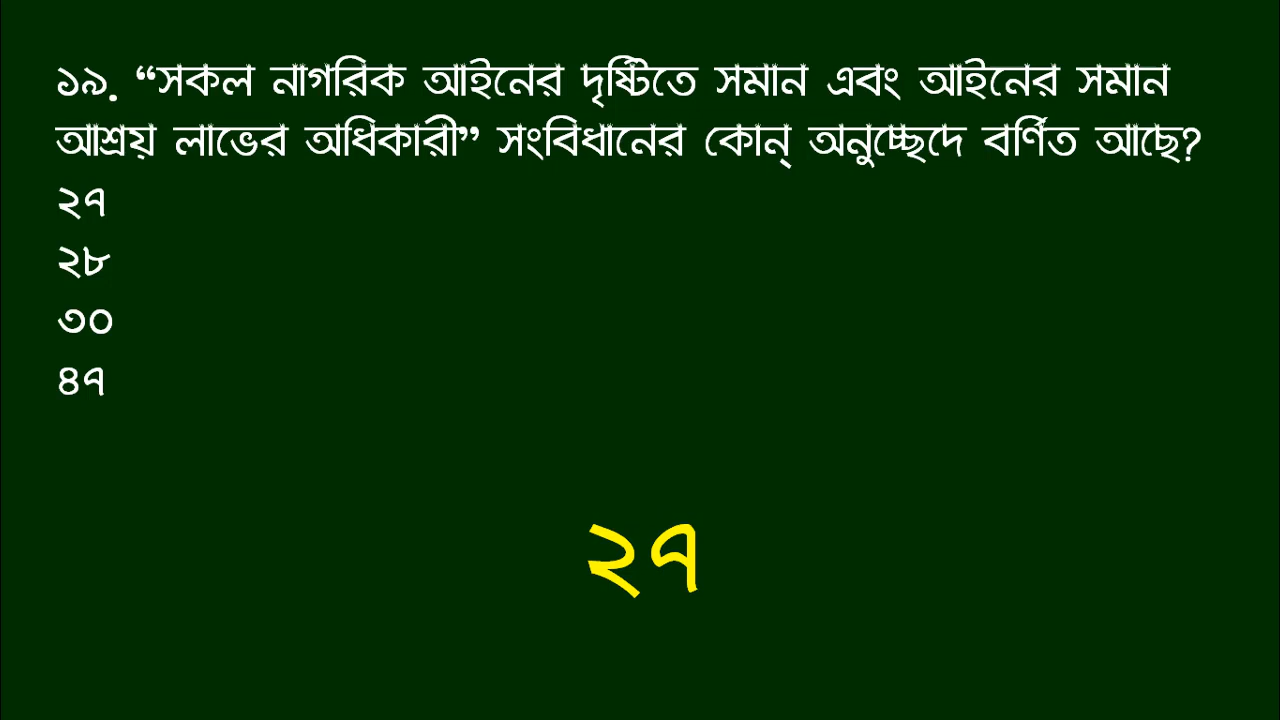 ১৯. “সকল নাগরিক আইনের দৃষ্টিতে সমান এবং আইনের সমান
আশ্রয় লাভের অধিকারী” সংবিধানের কোন্ অনুচ্ছেদে বর্ণিত আছে?
২৭
২৮
৩০
৪৭
২৭